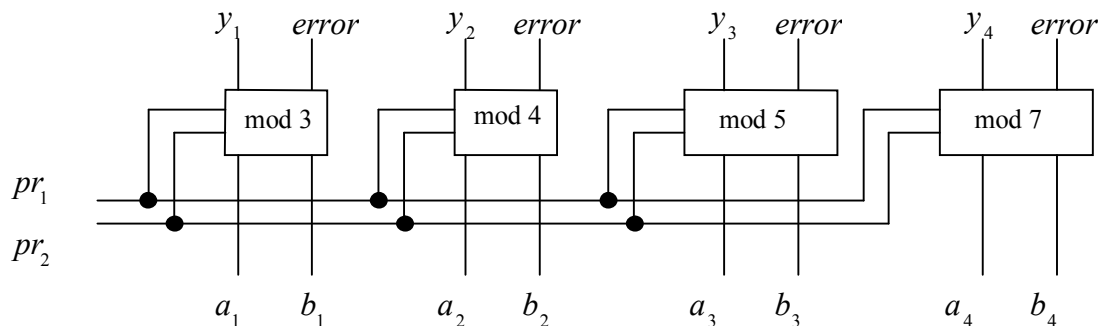 y₁ error y₂ error y₃ error y₄ error
mod 3 mod 4 mod 5 mod 7
pr₁
pr₂
a₁ b₁ a₂ b₂ a₃ b₃ a₄ b₄